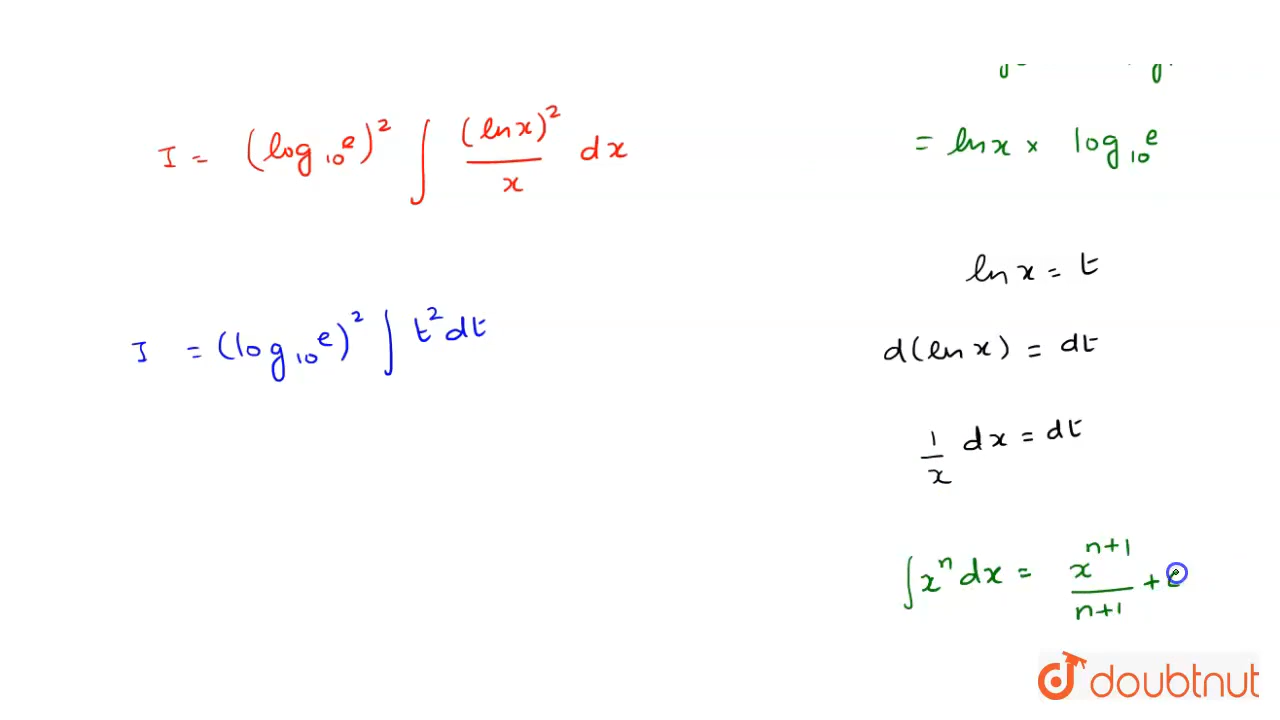 I = (log₁₀e)² ∫ (ln x)²/x dx
= ln x × log₁₀e
ln x = t
I = (log₁₀e)² ∫ t² dt
d(ln x) = dt
1/x dx = dt
∫ xⁿ dx = xⁿ⁺¹/n+1 + c
doubtnut